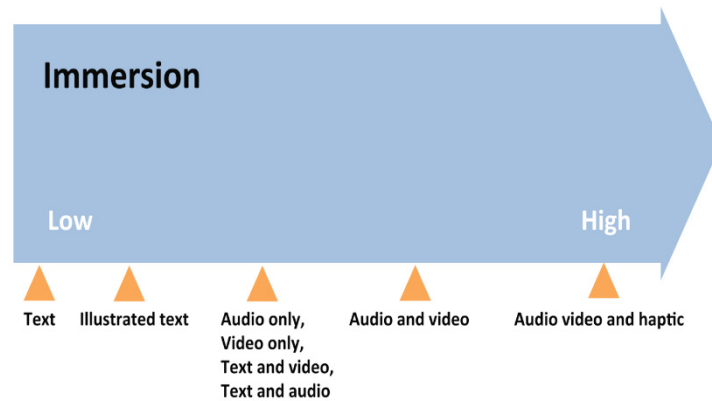 Immersion
Low
High
Text
Illustrated text
Audio only,
Video only,
Text and video,
Text and audio
Audio and video
Audio video and haptic